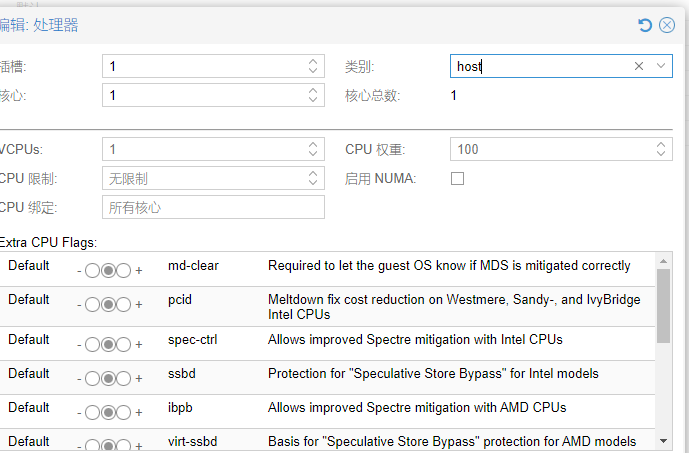 编辑: 处理器
插槽: 1 类别: host
核心: 1 核心总数: 1
VCPUs: 1 CPU 权重: 100
CPU 限制: 无限制 启用 NUMA:
CPU 绑定: 所有核心
Extra CPU Flags:
Default - + md-clear Required to let the guest OS know if MDS is mitigated correctly
Default - + pcid Meltdown fix cost reduction on Westmere, Sandy-, and IvyBridge
Intel CPUs
Default - + spec-ctrl Allows improved Spectre mitigation with Intel CPUs
Default - + ssbd Protection for "Speculative Store Bypass" for Intel models
Default - + ibpb Allows improved Spectre mitigation with AMD CPUs
Default - + virt-ssbd Basis for "Speculative Store Bypass" protection for AMD models